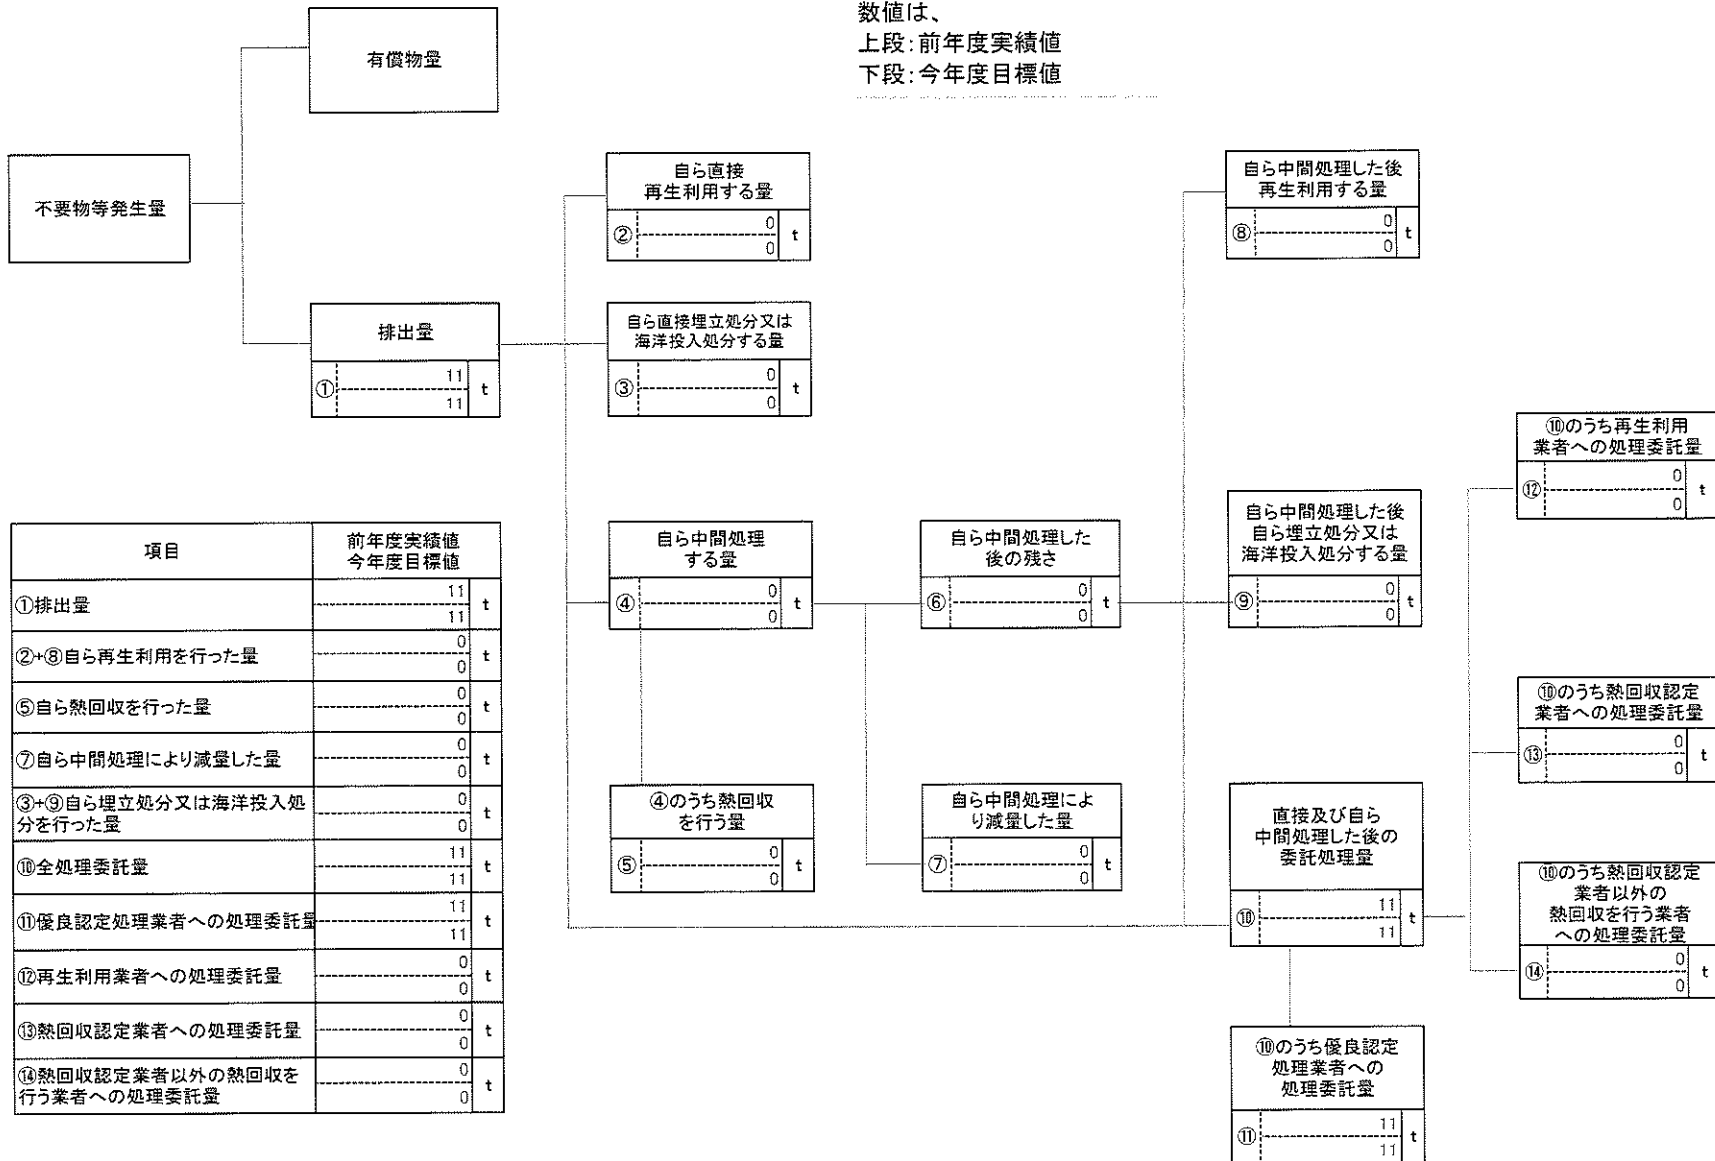 数値は、
上段:前年度実績値
下段:今年度目標値
有償物量
不要物等発生量
排出量
① 11 t
11
自ら直接
再生利用する量
② 0 t
0
自ら直接埋立処分又は
海洋投入処分する量
③ 0 t
0
自ら中間処理
する量
④ 0 t
0
④のうち熱回収
を行う量
⑤ 0 t
0
自ら中間処理した
後の残さ
⑥ 0 t
0
自ら中間処理によ
り減量した量
⑦ 0 t
0
自ら中間処理した後
再生利用する量
⑧ 0 t
0
自ら中間処理した後
自ら埋立処分又は
海洋投入処分する量
⑨ 0 t
0
直接及び自ら
中間処理した後の
委託処理量
⑩ 11 t
11
⑩のうち優良認定
処理業者への
処理委託量
⑪ 11 t
11
⑩のうち再生利用
業者への処理委託量
⑫ 0 t
0
⑩のうち熱回収認定
業者への処理委託量
⑬ 0 t
0
⑩のうち熱回収認定
業者以外の
熱回収を行う業者
への処理委託量
⑭ 0 t
0
項目 前年度実績値
今年度目標値
①排出量 11 t
11
②+⑧自ら再生利用を行った量 0 t
0
⑤自ら熱回収を行った量 0 t
0
⑦自ら中間処理により減量した量 0 t
0
③+⑨自ら埋立処分又は海洋投入処 0 t
分を行った量 0
⑩全処理委託量 11 t
11
⑪優良認定処理業者への処理委託量 11 t
11
⑫再生利用業者への処理委託量 0 t
0
⑬熱回収認定業者への処理委託量 0 t
0
⑭熱回収認定業者以外の熱回収を 0 t
行う業者への処理委託量 0